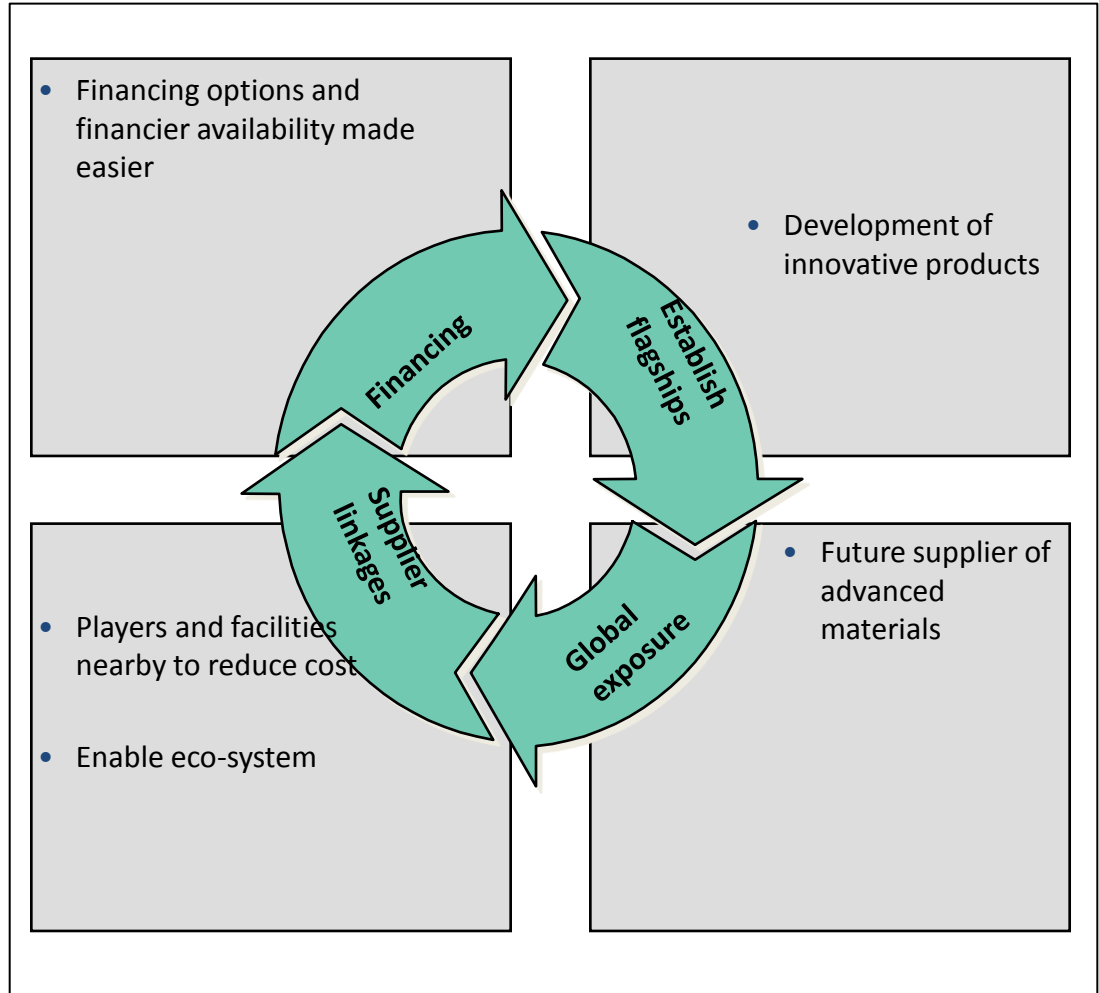 • Financing options and
financier availability made
easier
• Development of
innovative products
Financing
Establish
flagships
Supplier
linkages
Global
exposure
• Players and facilities
nearby to reduce cost
• Enable eco-system
• Future supplier of
advanced
materials